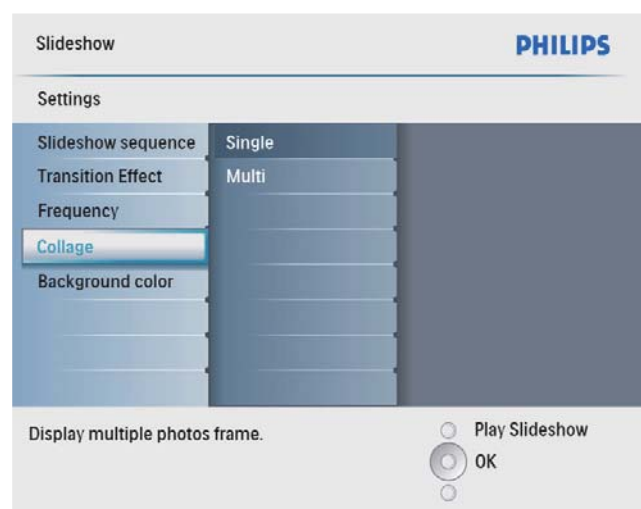 Slideshow
PHILIPS
Settings
Slideshow sequence
Single
Transition Effect
Multi
Frequency
Collage
Background color
Display multiple photos frame.
Play Slideshow
OK